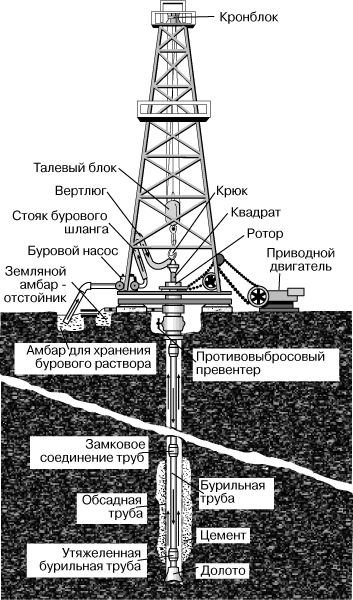 Кронблок
Талевый блок
Вертлюг
Крюк
Стояк бурового
шланга
Квадрат
Буровой насос
Ротор
Земляной
амбар -
отстойник
Приводной
двигатель
Амбар для хранения
бурового раствора
Противовыбросовый
превентер
Замковое
соединение труб
Обсадная
труба
Бурильная
труба
Цемент
Утяжеленная
бурильная труба
Долото